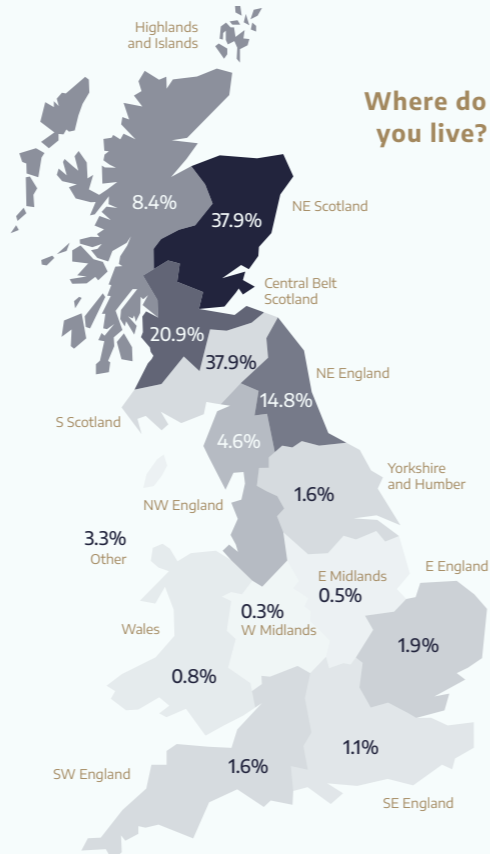 Highlands
and Islands
Where do
you live?
8.4%
37.9%
NE Scotland
Central Belt
Scotland
20.9%
37.9%
NE England
14.8%
S Scotland
4.6%
Yorkshire
and Humber
1.6%
NW England
3.3%
Other
E Midlands
0.5%
E England
0.3%
W Midlands
Wales
1.9%
0.8%
1.1%
1.6%
SW England
SE England